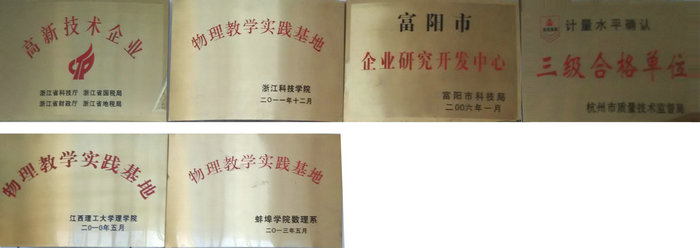 高新技术企业
浙江省科技厅 浙江省国税局
浙江省财政厅 浙江省地税局
物理教学实践基地
浙江科技学院
二〇一一年十二月
富阳市
企业研究开发中心
富阳市科技局
二〇〇六年一月
计量水平确认
三级合格单位
杭州市质量技术监督局
物理教学实践基地
江西理工大学理学院
二〇一〇年五月
物理教学实践基地
蚌埠学院数理系
二〇一三年五月